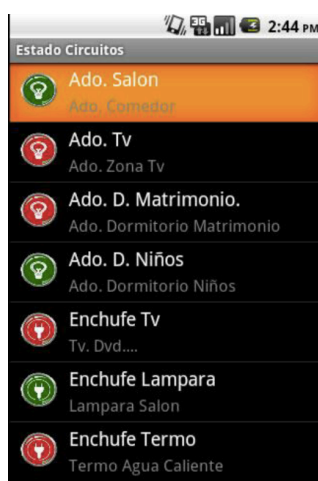 3G 2:44 PM
Estado Circuitos
Ado. Salon
Ado. Comedor
Ado. Tv
Ado. Zona Tv
Ado. D. Matrimonio.
Ado. Dormitorio Matrimonio
Ado. D. Niños
Ado. Dormitorio Niños
Enchufe Tv
Tv. Dvd....
Enchufe Lampara
Lampara Salon
Enchufe Termo
Termo Agua Caliente